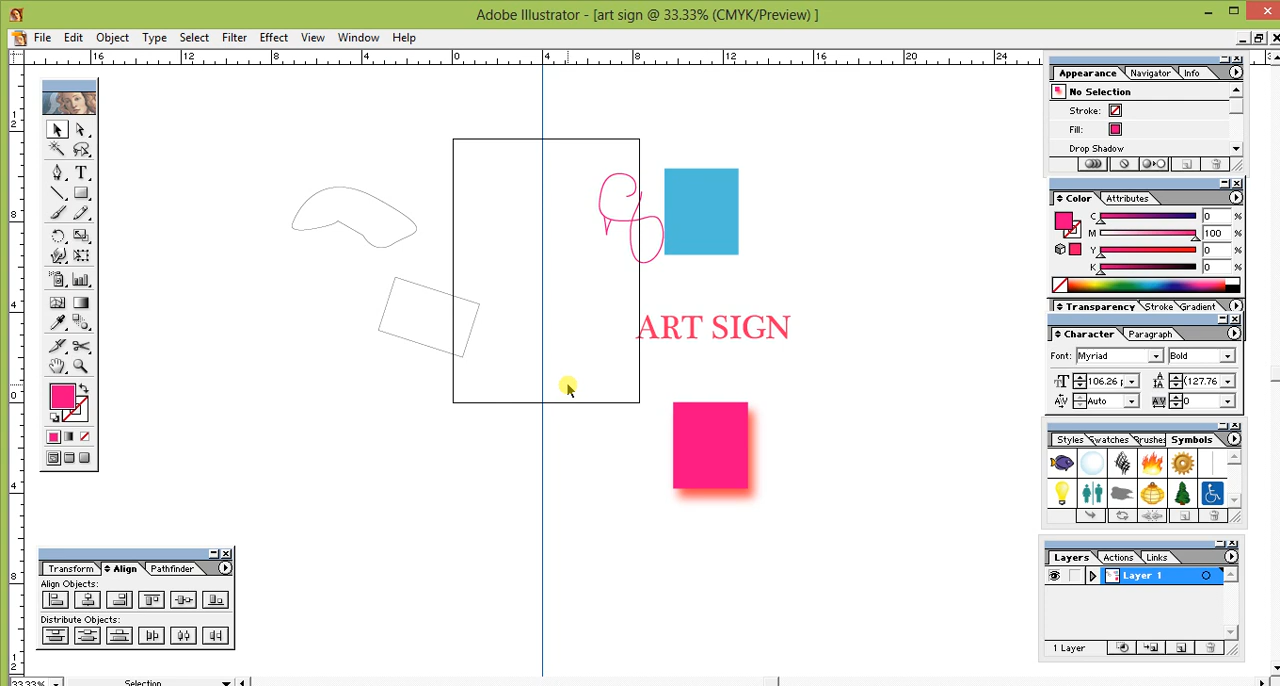 Adobe Illustrator - [art sign @ 33.33% (CMYK/Preview) ]
File Edit Object Type Select Filter Effect View Window Help
16 12 8 4 0 4 8 12 16 20 24
Appearance Navigator Info
No Selection
Stroke:
Fill:
Drop Shadow
Color Attributes
C 0 %
M 100 %
Y 0 %
K 0 %
Transparency Stroke Gradient
Character Paragraph
Font: Myriad Bold
106.26 (127.76
Auto 0
Styles Swatches Brushes Symbols
ART SIGN
Transform Align Pathfinder
Align Objects:
Distribute Objects:
Layers Actions Links
Layer 1
1 Layer
33.33% Selection